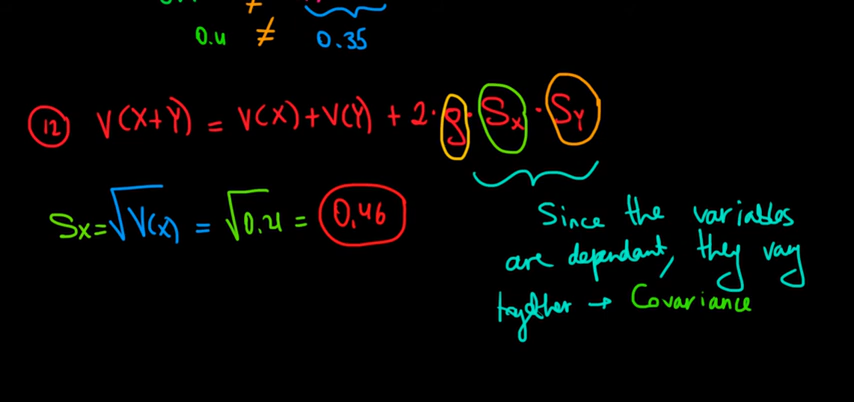 0.4 ≠ 0.35
⑫ V(X+Y) = V(X) + V(Y) + 2 · ρ · Sx · SY
Sx = √V(x) = √0.21 = 0,46
Since the variables
are dependant, they vary
together → Covariance